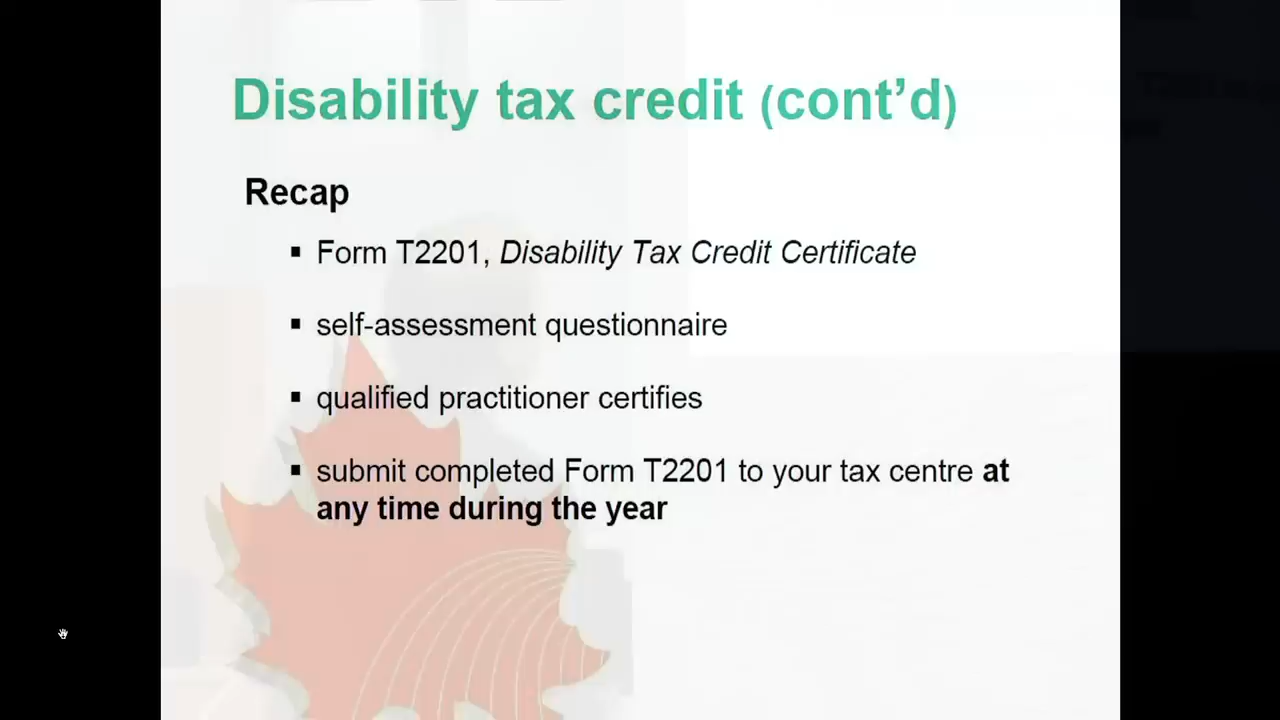 Disability tax credit (cont’d)
Recap
▪ Form T2201, Disability Tax Credit Certificate
▪ self-assessment questionnaire
▪ qualified practitioner certifies
▪ submit completed Form T2201 to your tax centre at
any time during the year